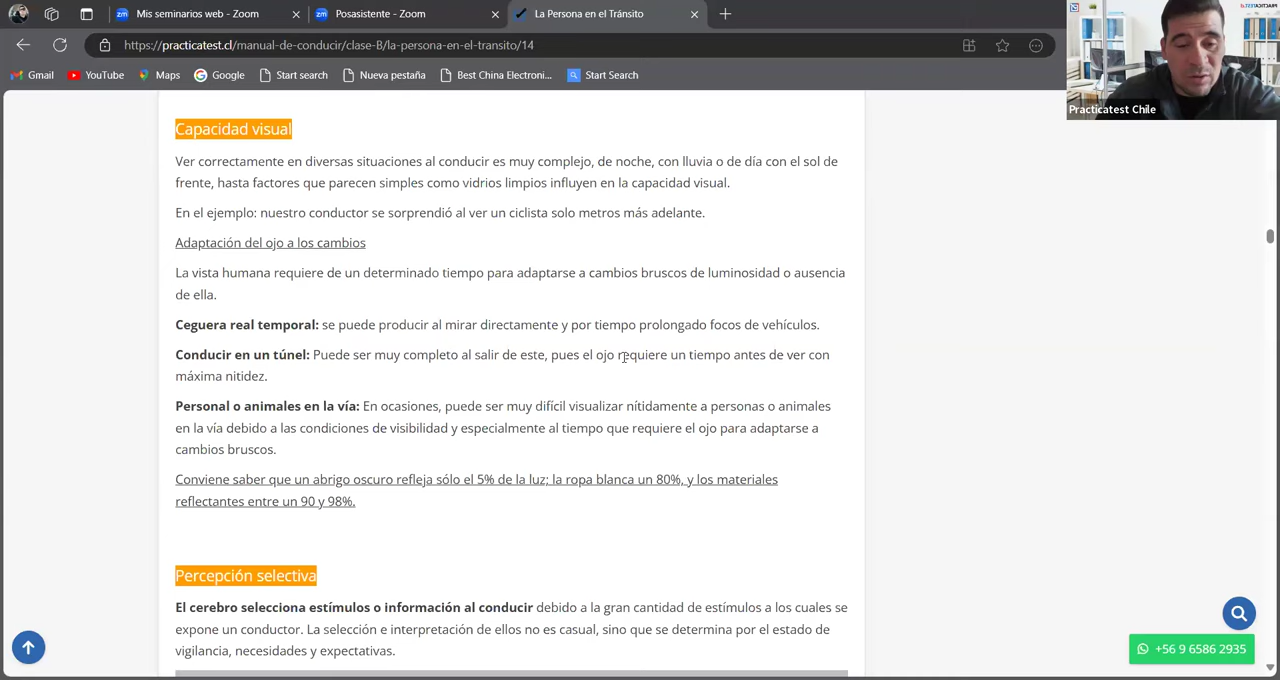 Mis seminarios web - Zoom
Posasistente - Zoom
La Persona en el Tránsito
https://practicatest.cl/manual-de-conducir/clase-8/la-persona-en-el-transito/14
Gmail
YouTube
Maps
Google
Start search
Nueva pestaña
Best China Electroni...
Start Search
Practicatest Chile
Capacidad visual
Ver correctamente en diversas situaciones al conducir es muy complejo, de noche, con lluvia o de día con el sol de
frente, hasta factores que parecen simples como vidrios limpios influyen en la capacidad visual.
En el ejemplo: nuestro conductor se sorprendió al ver un ciclista solo metros más adelante.
Adaptación del ojo a los cambios
La vista humana requiere de un determinado tiempo para adaptarse a cambios bruscos de luminosidad o ausencia
de ella.
Ceguera real temporal: se puede producir al mirar directamente y por tiempo prolongado focos de vehículos.
Conducir en un túnel: Puede ser muy completo al salir de este, pues el ojo requiere un tiempo antes de ver con
máxima nitidez.
Personal o animales en la vía: En ocasiones, puede ser muy difícil visualizar nítidamente a personas o animales
en la vía debido a las condiciones de visibilidad y especialmente al tiempo que requiere el ojo para adaptarse a
cambios bruscos.
Conviene saber que un abrigo oscuro refleja sólo el 5% de la luz; la ropa blanca un 80%, y los materiales
reflectantes entre un 90 y 98%.
Percepción selectiva
El cerebro selecciona estímulos o información al conducir debido a la gran cantidad de estímulos a los cuales se
expone un conductor. La selección e interpretación de ellos no es casual, sino que se determina por el estado de
vigilancia, necesidades y expectativas.
+56 9 6586 2935